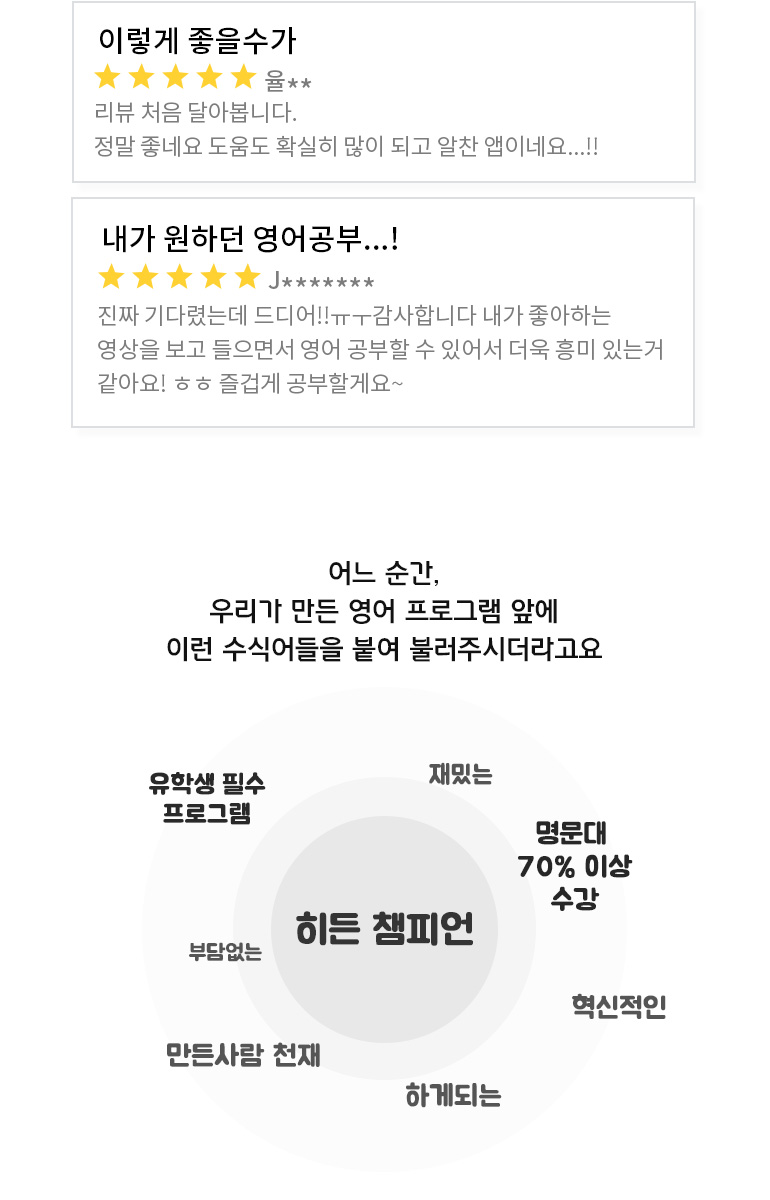 이렇게 좋을수가
율**
리뷰 처음 달아봅니다.
정말 좋네요 도움도 확실히 많이 되고 알찬 앱이네요...!!
내가 원하던 영어공부...!
J*******
진짜 기다렸는데 드디어!!ㅠㅜ감사합니다 내가 좋아하는
영상을 보고 들으면서 영어 공부할 수 있어서 더욱 흥미 있는거
같아요! ㅎㅎ 즐겁게 공부할게요~
어느 순간,
우리가 만든 영어 프로그램 앞에
이런 수식어들을 붙여 불러주시더라고요
재밌는
유학생 필수
프로그램
명문대
70% 이상
수강
히든 챔피언
부담없는
혁신적인
만든사람 천재
하게되는